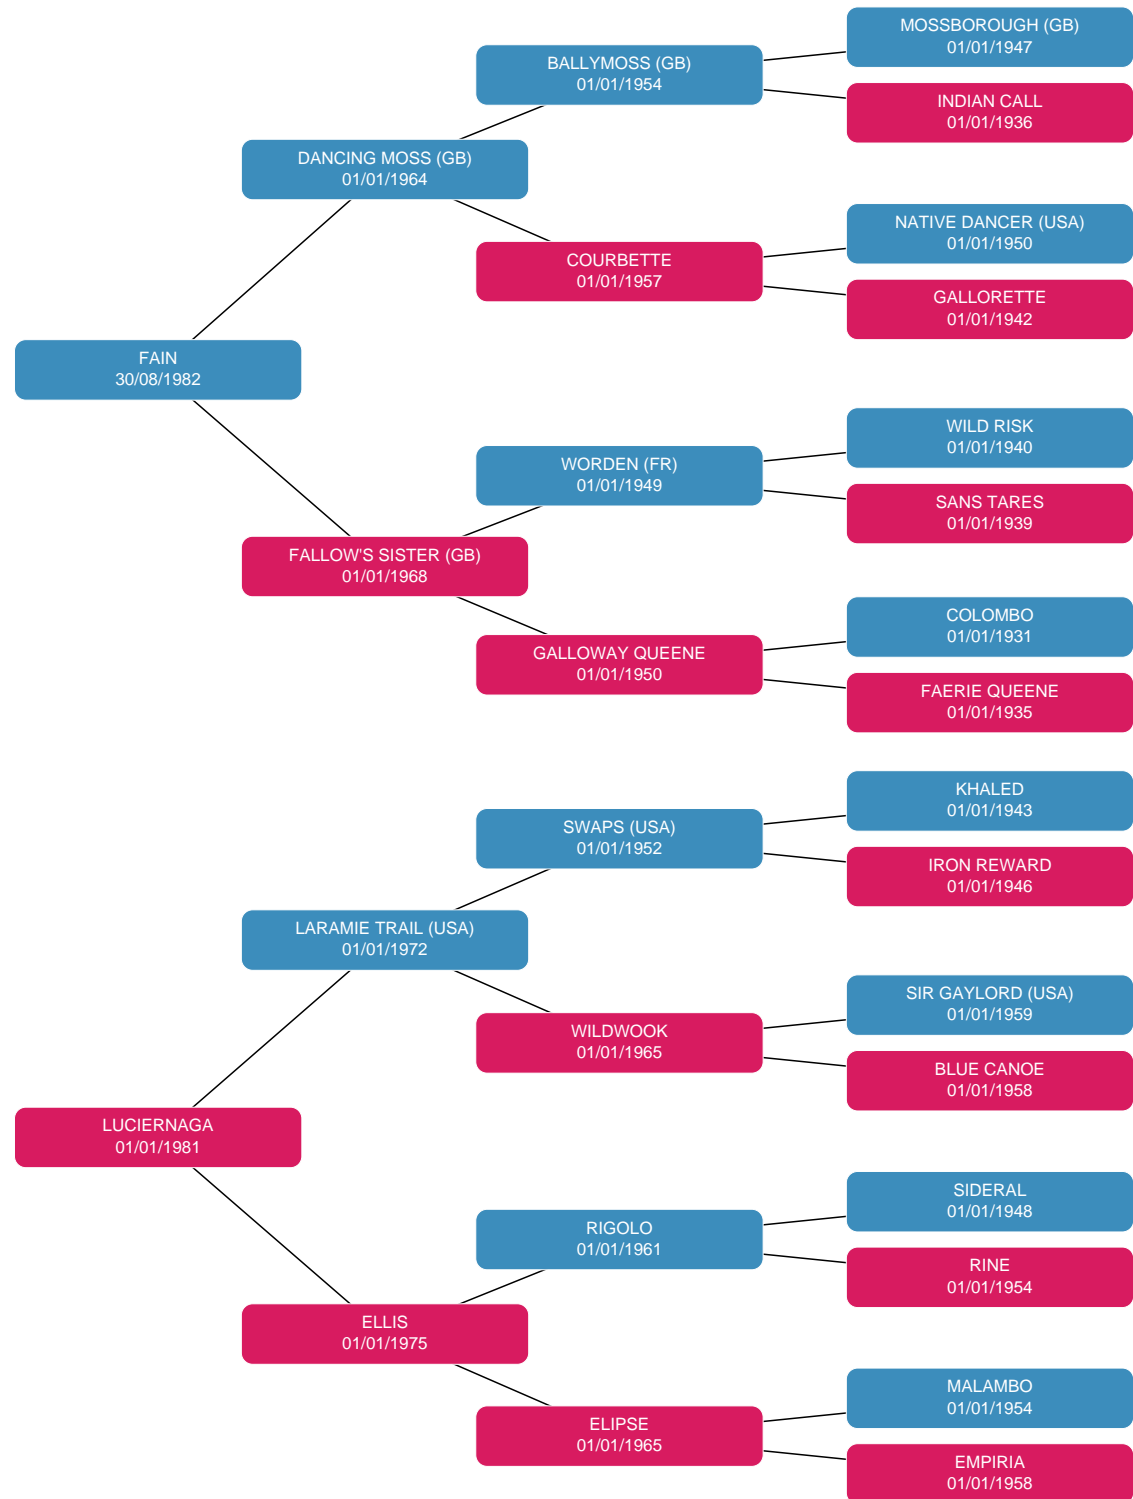 MOSSBOROUGH (GB)
01/01/1947
BALLYMOSS (GB)
01/01/1954
INDIAN CALL
01/01/1936
DANCING MOSS (GB)
01/01/1964
NATIVE DANCER (USA)
01/01/1950
COURBETTE
01/01/1957
GALLORETTE
01/01/1942
FAIN
30/08/1982
WILD RISK
01/01/1940
WORDEN (FR)
01/01/1949
SANS TARES
01/01/1939
FALLOW'S SISTER (GB)
01/01/1968
COLOMBO
01/01/1931
GALLOWAY QUEENE
01/01/1950
FAERIE QUEENE
01/01/1935
KHALED
01/01/1943
SWAPS (USA)
01/01/1952
IRON REWARD
01/01/1946
LARAMIE TRAIL (USA)
01/01/1972
SIR GAYLORD (USA)
01/01/1959
WILDWOOK
01/01/1965
BLUE CANOE
01/01/1958
LUCIERNAGA
01/01/1981
SIDERAL
01/01/1948
RIGOLO
01/01/1961
RINE
01/01/1954
ELLIS
01/01/1975
MALAMBO
01/01/1954
ELIPSE
01/01/1965
EMPIRIA
01/01/1958